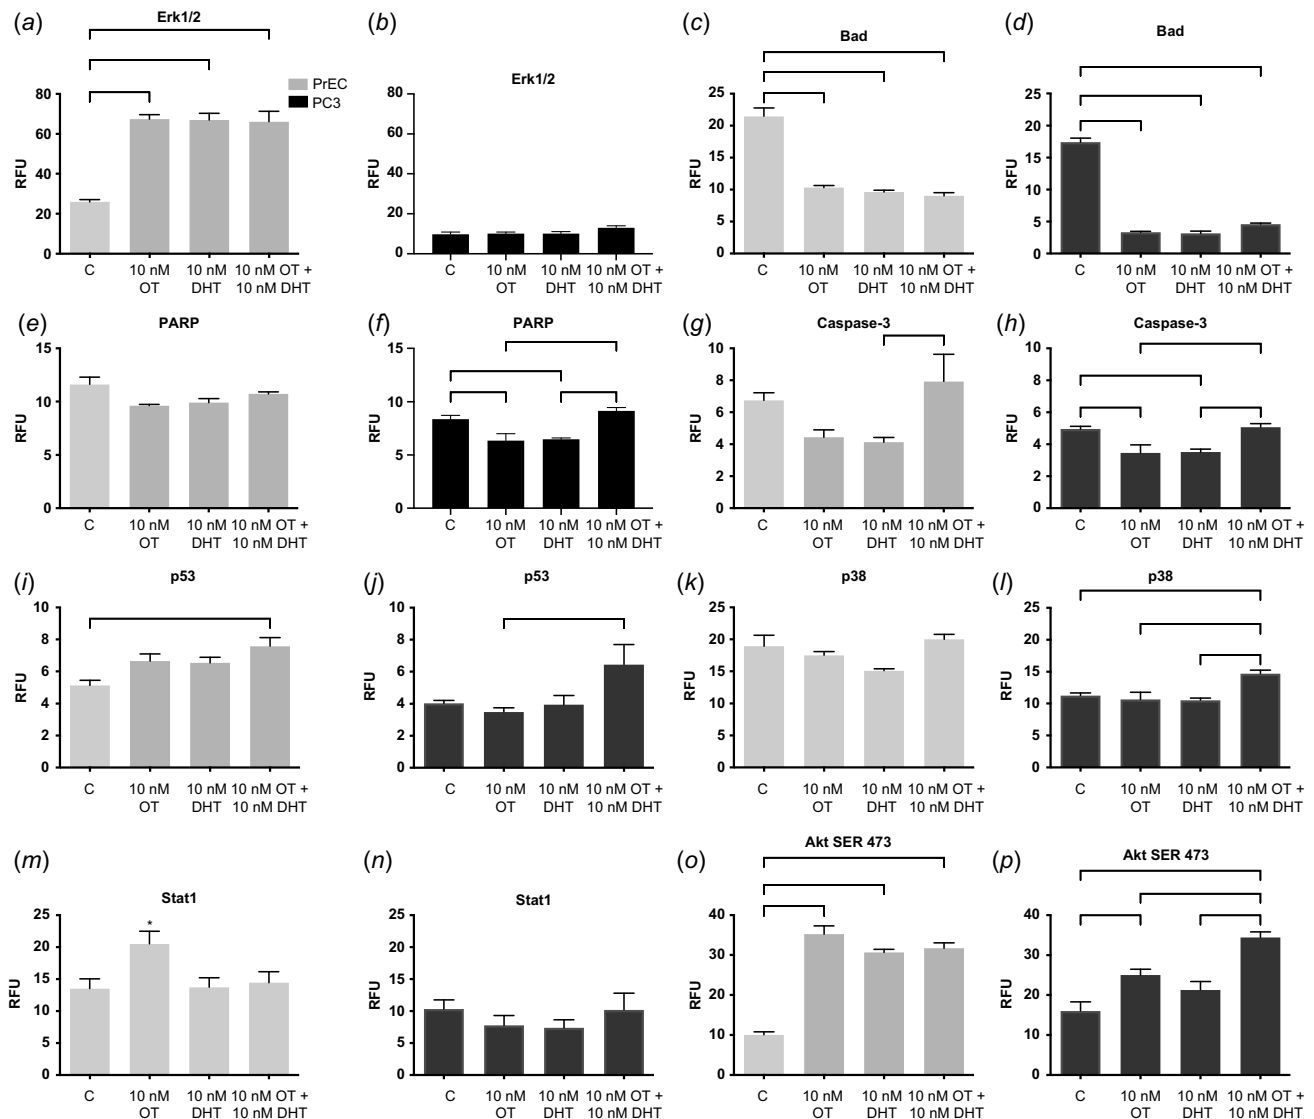 (a)
Erk1/2
PrEC
PC3
RFU
80
60
40
20
0
C
10 nM
OT
10 nM
DHT
10 nM OT +
10 nM DHT
(b)
Erk1/2
RFU
80
60
40
20
0
C
10 nM
OT
10 nM
DHT
10 nM OT +
10 nM DHT
(c)
Bad
RFU
25
20
15
10
5
0
C
10 nM
OT
10 nM
DHT
10 nM OT +
10 nM DHT
(d)
Bad
RFU
25
20
15
10
5
0
C
10 nM
OT
10 nM
DHT
10 nM OT +
10 nM DHT
(e)
PARP
RFU
15
10
5
0
C
10 nM
OT
10 nM
DHT
10 nM OT +
10 nM DHT
(f)
PARP
RFU
15
10
5
0
C
10 nM
OT
10 nM
DHT
10 nM OT +
10 nM DHT
(g)
Caspase-3
RFU
10
8
6
4
2
0
C
10 nM
OT
10 nM
DHT
10 nM OT +
10 nM DHT
(h)
Caspase-3
RFU
10
8
6
4
2
0
C
10 nM
OT
10 nM
DHT
10 nM OT +
10 nM DHT
(i)
p53
RFU
10
8
6
4
2
0
C
10 nM
OT
10 nM
DHT
10 nM OT +
10 nM DHT
(j)
p53
RFU
10
8
6
4
2
0
C
10 nM
OT
10 nM
DHT
10 nM OT +
10 nM DHT
(k)
p38
RFU
25
20
15
10
5
0
C
10 nM
OT
10 nM
DHT
10 nM OT +
10 nM DHT
(l)
p38
RFU
25
20
15
10
5
0
C
10 nM
OT
10 nM
DHT
10 nM OT +
10 nM DHT
(m)
Stat1
RFU
25
20
15
10
5
0
*
C
10 nM
OT
10 nM
DHT
10 nM OT +
10 nM DHT
(n)
Stat1
RFU
25
20
15
10
5
0
C
10 nM
OT
10 nM
DHT
10 nM OT +
10 nM DHT
(o)
Akt SER 473
RFU
40
30
20
10
0
C
10 nM
OT
10 nM
DHT
10 nM OT +
10 nM DHT
(p)
Akt SER 473
RFU
40
30
20
10
0
C
10 nM
OT
10 nM
DHT
10 nM OT +
10 nM DHT